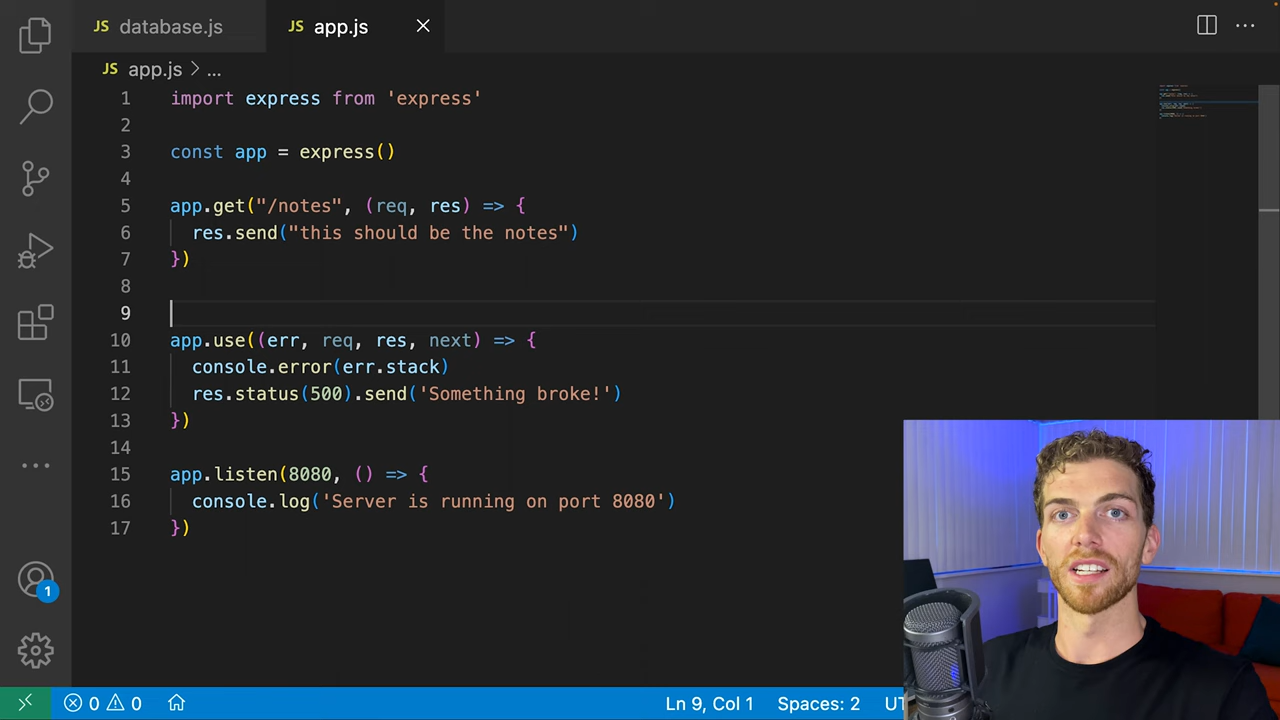 JS database.js JS app.js
JS app.js > ...
1 import express from 'express'
2
3 const app = express()
4
5 app.get("/notes", (req, res) => {
6 res.send("this should be the notes")
7 })
8
9
10 app.use((err, req, res, next) => {
11 console.error(err.stack)
12 res.status(500).send('Something broke!')
13 })
14
15 app.listen(8080, () => {
16 console.log('Server is running on port 8080')
17 })
1
0 0 Ln 9, Col 1 Spaces: 2 UT